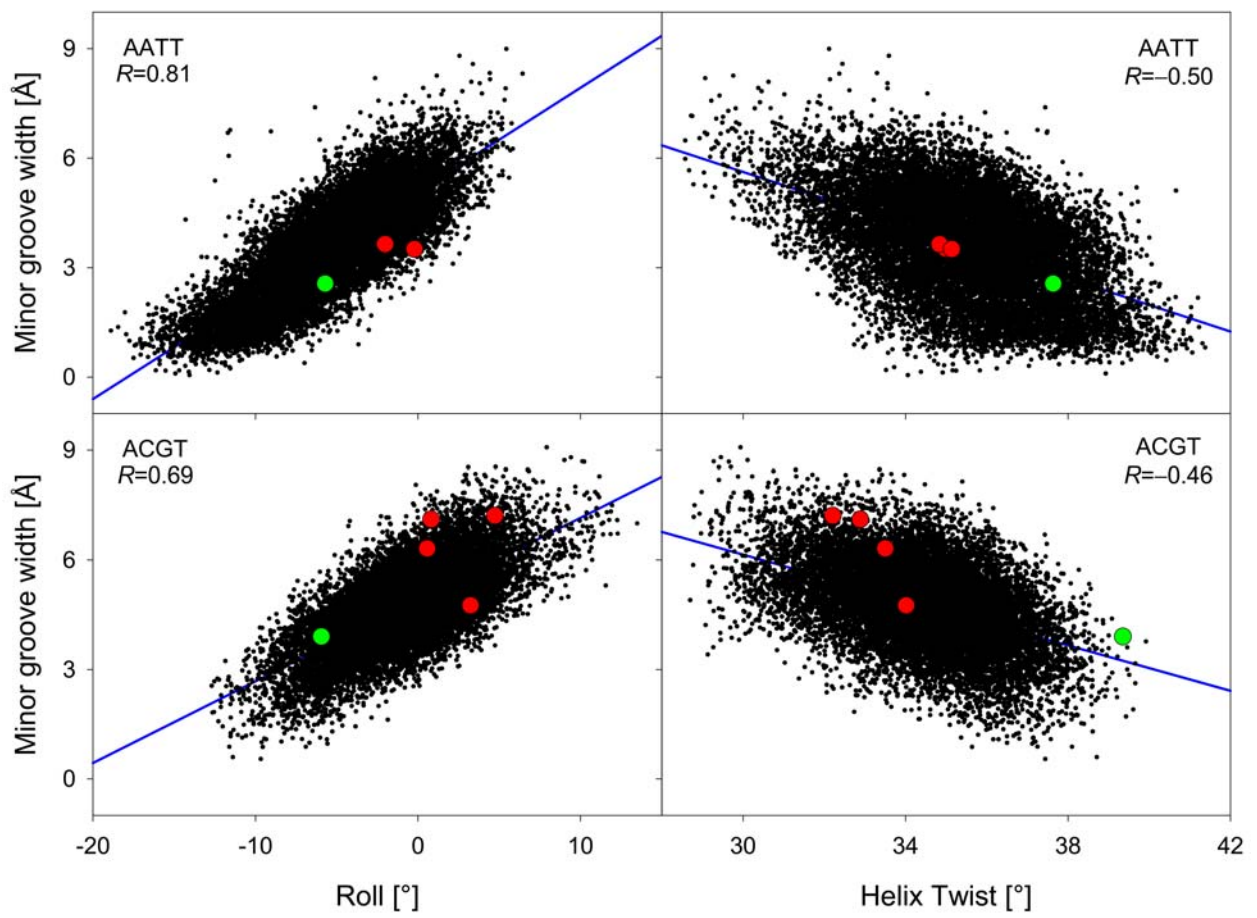 AATT
R=0.81
AATT
R=–0.50
Minor groove width [Å]
9
6
3
0
ACGT
R=0.69
ACGT
R=–0.46
Minor groove width [Å]
9
6
3
0
-20
-10
0
10
30
34
38
42
Roll [°]
Helix Twist [°]